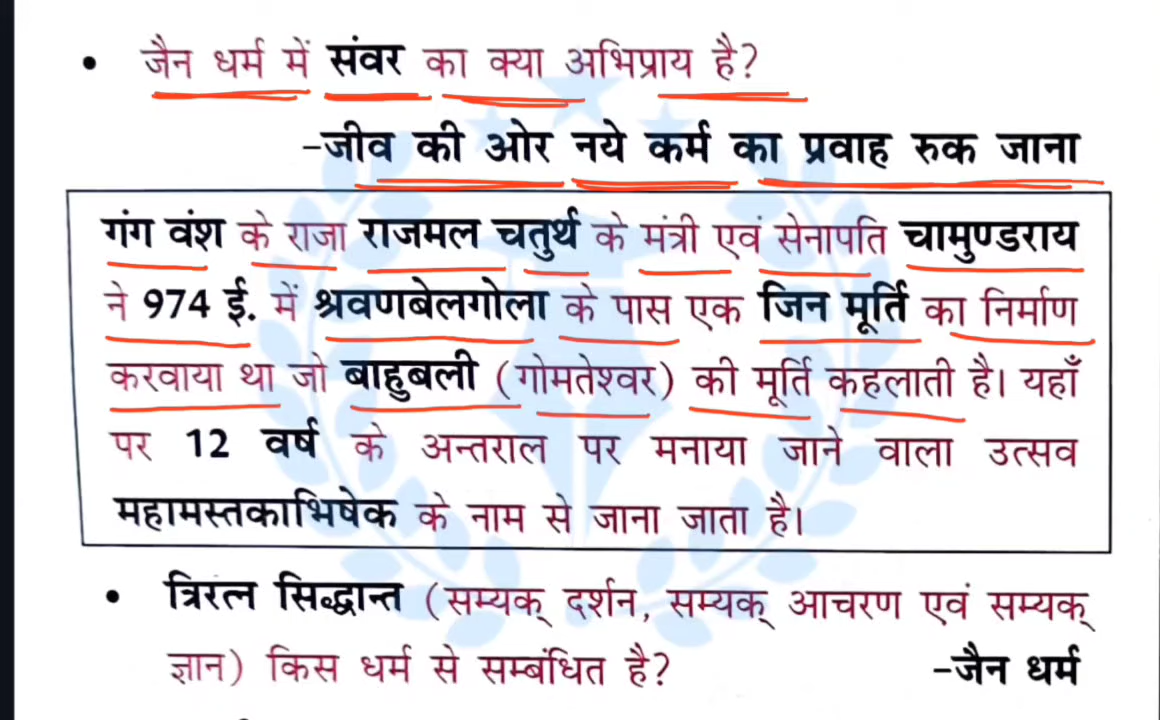 • जैन धर्म में संवर का क्या अभिप्राय है?
–जीव की ओर नये कर्म का प्रवाह रुक जाना
गंग वंश के राजा राजमल चतुर्थ के मंत्री एवं सेनापति चामुण्डराय
ने 974 ई. में श्रवणबेलगोला के पास एक जिन मूर्ति का निर्माण
करवाया था जो बाहुबली (गोमतेश्वर) की मूर्ति कहलाती है। यहाँ
पर 12 वर्ष के अन्तराल पर मनाया जाने वाला उत्सव
महामस्तकाभिषेक के नाम से जाना जाता है।
• त्रिरत्न सिद्धान्त (सम्यक् दर्शन, सम्यक् आचरण एवं सम्यक्
ज्ञान) किस धर्म से सम्बंधित है? –जैन धर्म